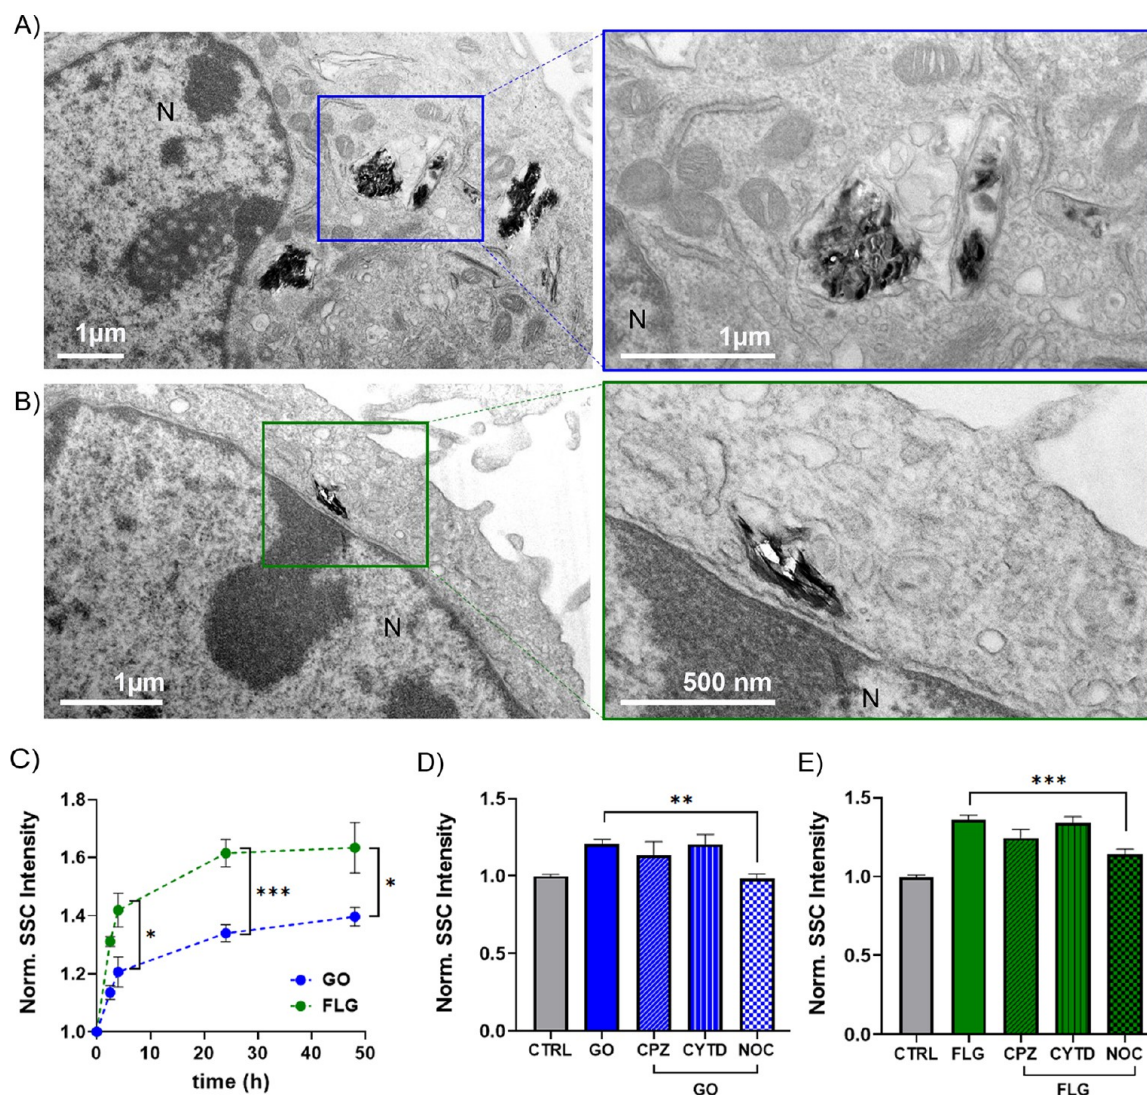 A)
N
1µm
N
1µm
B)
N
1µm
N
500 nm
C)
Norm. SSC Intensity
1.8
1.6
1.4
1.2
1.0
*
***
*
GO
FLG
0
10
20
30
40
50
time (h)
D)
Norm. SSC Intensity
1.5
1.0
0.5
0.0
**
CTRL
GO
CPZ
CYTD
NOC
GO
E)
Norm. SSC Intensity
1.5
1.0
0.5
0.0
***
CTRL
FLG
CPZ
CYTD
NOC
FLG